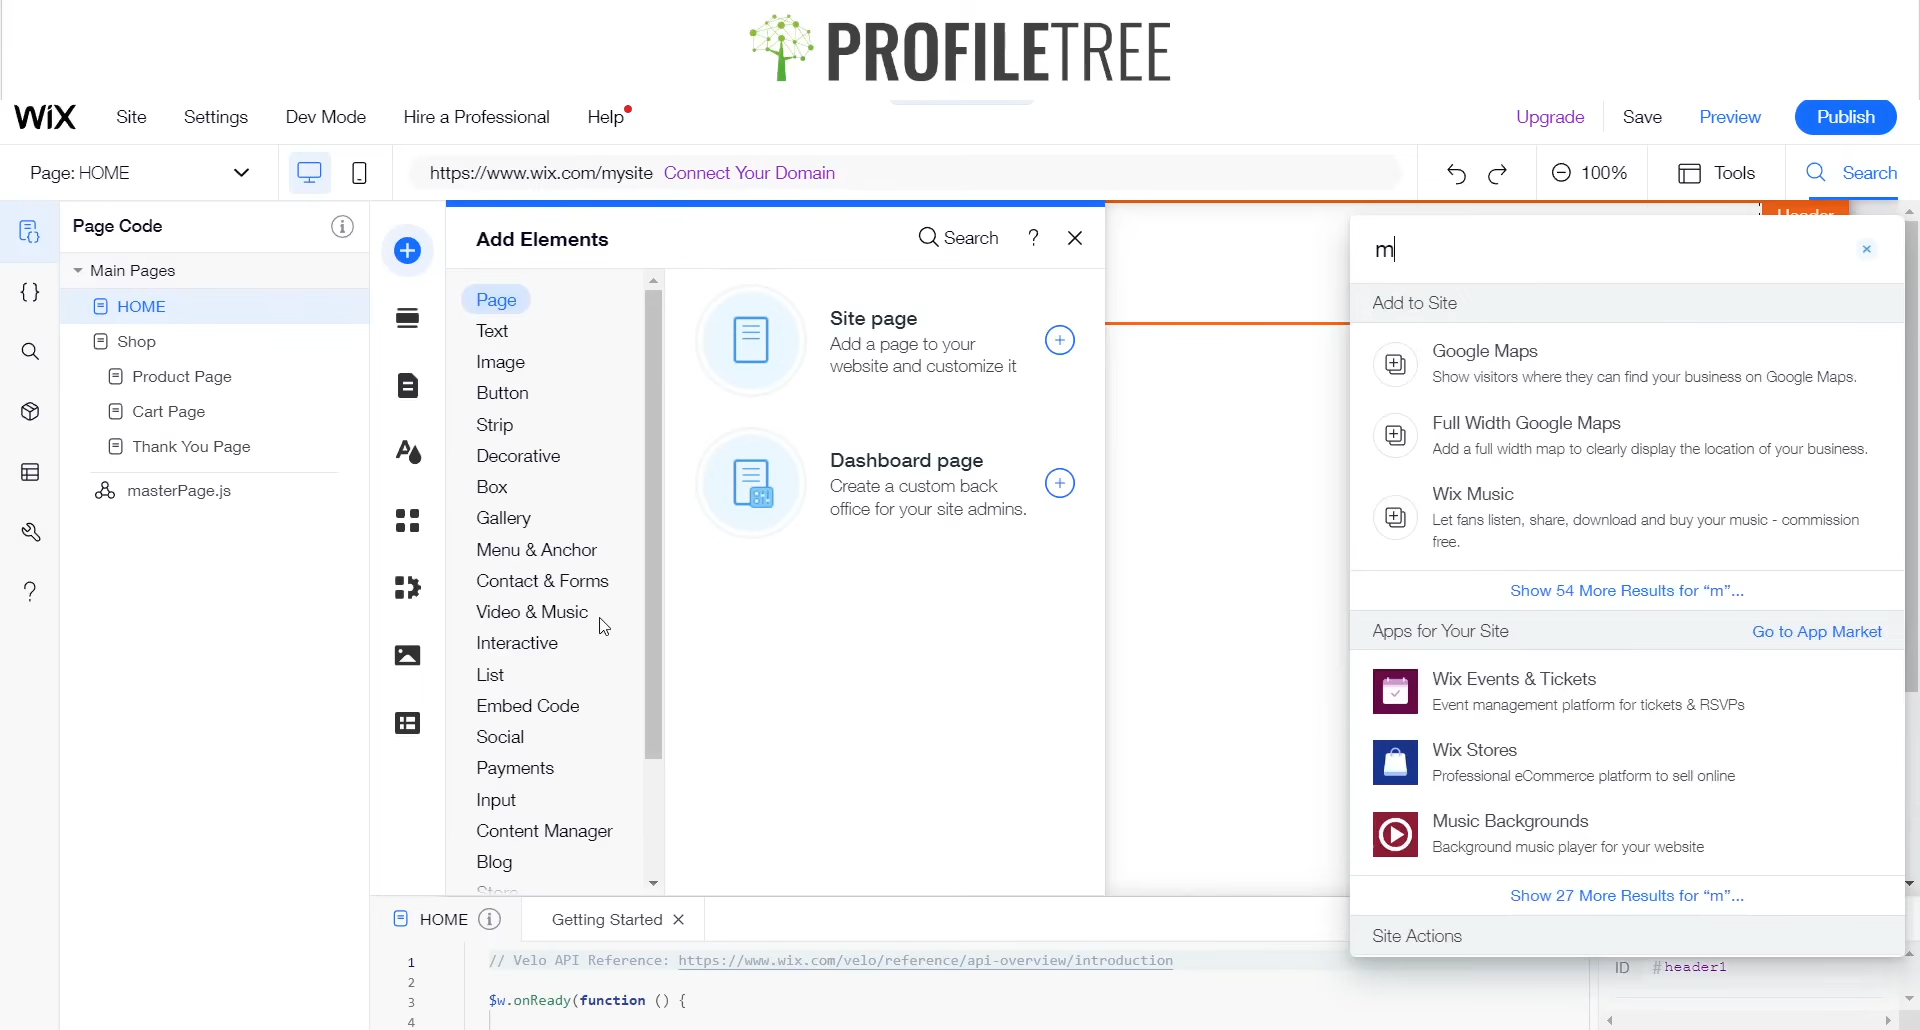 PROFILETREE
WiX
Site
Settings
Dev Mode
Hire a Professional
Help
Upgrade
Save
Preview
Publish
Page: HOME
https://www.wix.com/mysite Connect Your Domain
100%
Tools
Search
Page Code
Main Pages
HOME
Shop
Product Page
Cart Page
Thank You Page
masterPage.js
Add Elements
Search
?
Page
Text
Image
Button
Strip
Decorative
Box
Gallery
Menu & Anchor
Contact & Forms
Video & Music
Interactive
List
Embed Code
Social
Payments
Input
Content Manager
Blog
Store
Site page
Add a page to your
website and customize it
Dashboard page
Create a custom back
office for your site admins.
Header
m
Add to Site
Google Maps
Show visitors where they can find your business on Google Maps.
Full Width Google Maps
Add a full width map to clearly display the location of your business.
Wix Music
Let fans listen, share, download and buy your music - commission
free.
Show 54 More Results for “m”...
Apps for Your Site
Go to App Market
Wix Events & Tickets
Event management platform for tickets & RSVPs
Wix Stores
Professional eCommerce platform to sell online
Music Backgrounds
Background music player for your website
Show 27 More Results for “m”...
Site Actions
HOME
Getting Started
1 // Velo API Reference: https://www.wix.com/velo/reference/api-overview/introduction
2
3 $w.onReady(function () {
4
ID #header1